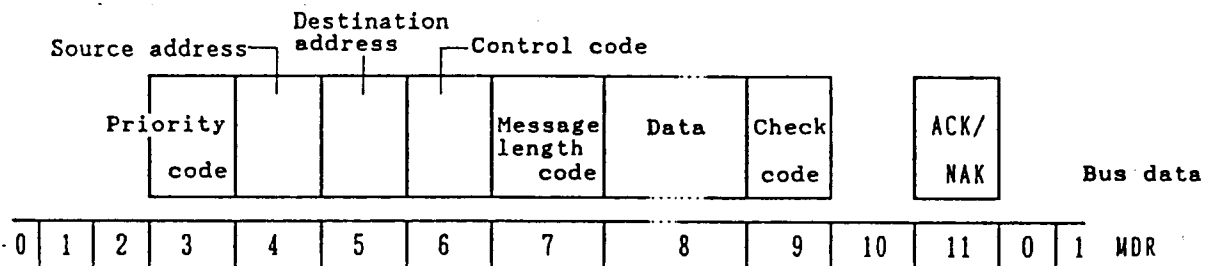 Destination
Source address address Control code
Priority
code
Message
length
code
Data
Check
code
ACK/
NAK
Bus data
0 1 2 3 4 5 6 7 8 9 10 11 0 1 MDR